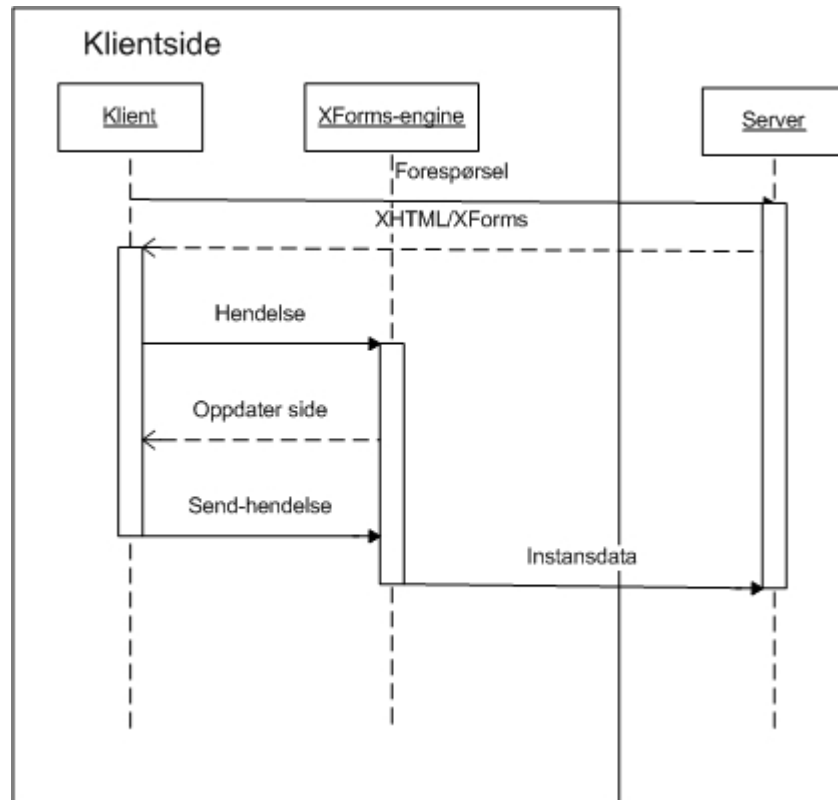 Klientside
Klient
XForms-engine
Server
Forespørsel
XHTML/XForms
Hendelse
Oppdater side
Send-hendelse
Instansdata